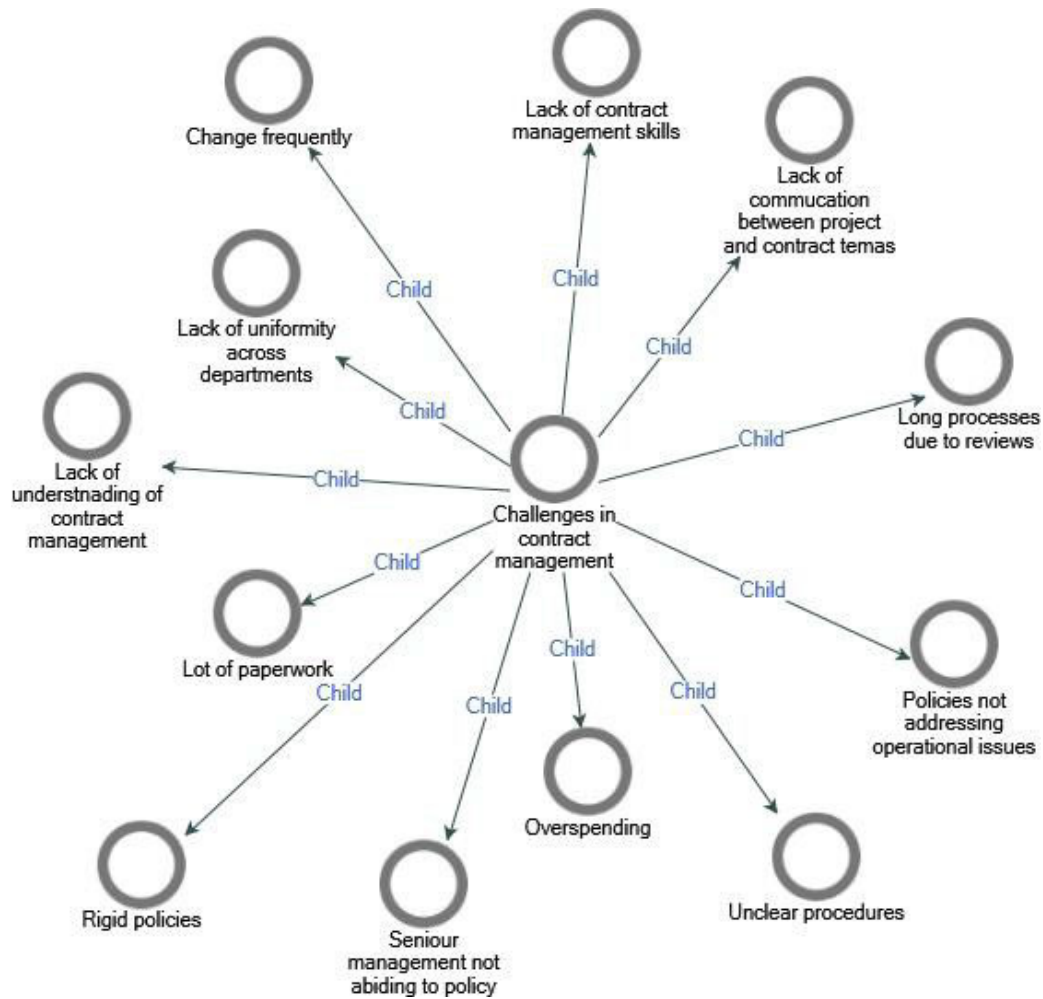 Change frequently
Lack of contract
management skills
Lack of
commucation
between project
and contract temas
Child
Child
Child
Lack of uniformity
across
departments
Child
Long processes
due to reviews
Child
Lack of
understnading of
contract
management
Child
Challenges in
contract
management
Child
Lot of paperwork
Child
Policies not
addressing
operational issues
Child
Child
Child
Child
Rigid policies
Seniour
management not
abiding to policy
Overspending
Unclear procedures